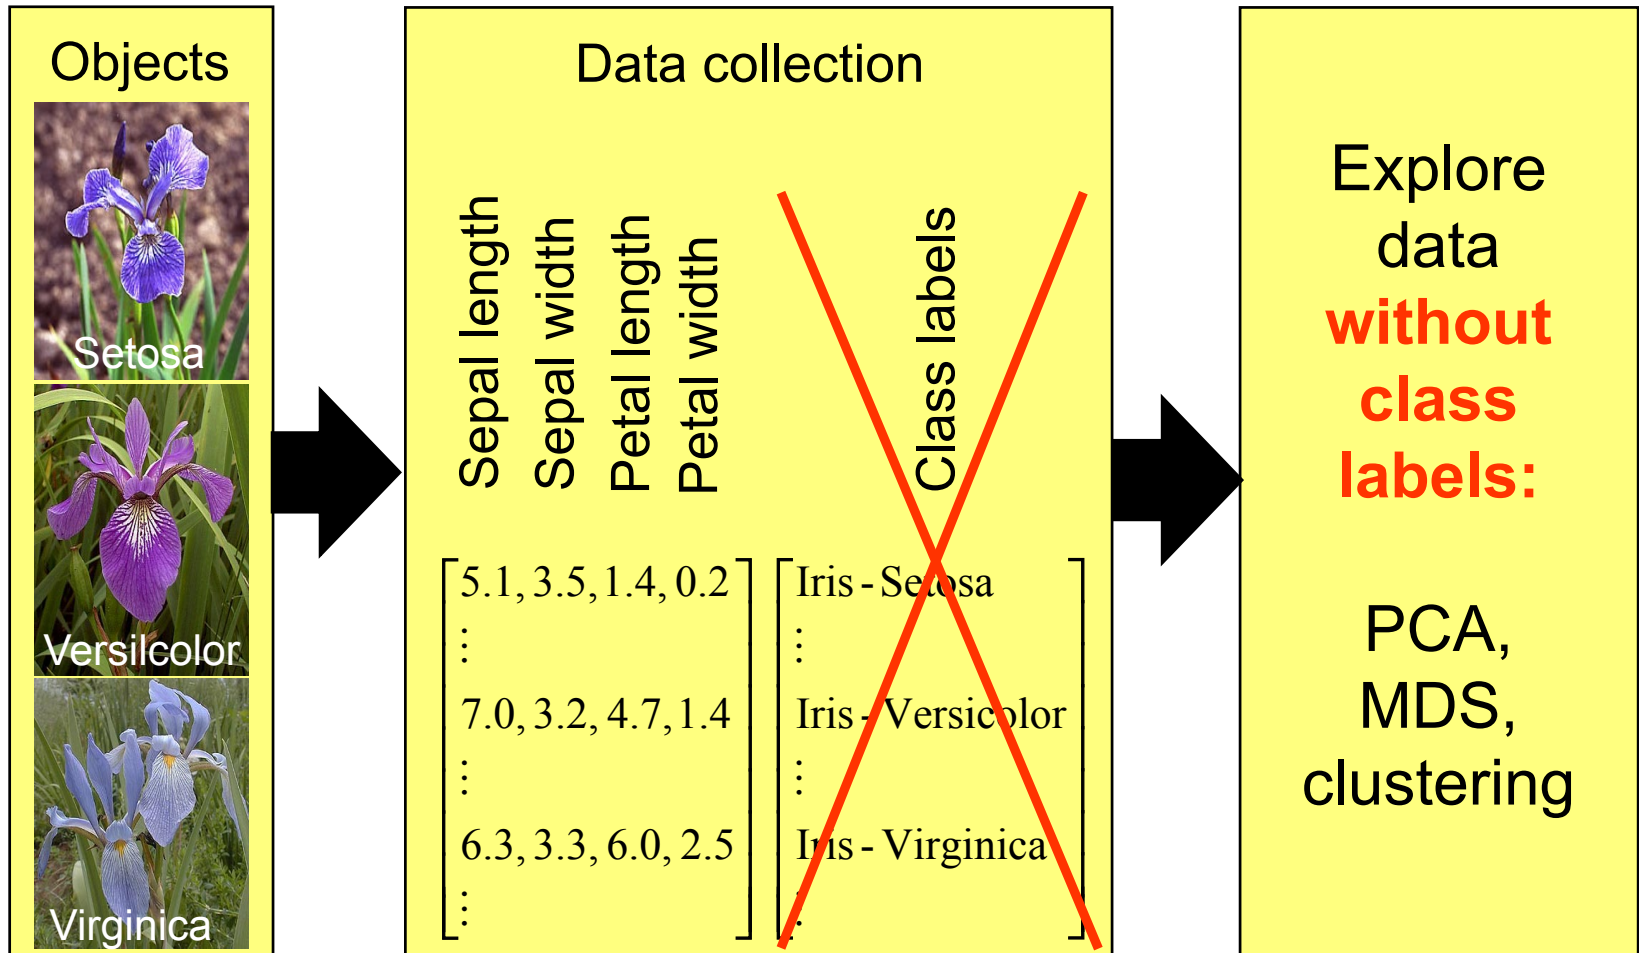 Objects
Setosa
Versilcolor
Virginica
Data collection
Sepal length
Sepal width
Petal length
Petal width
Class labels
5.1, 3.5, 1.4, 0.2
⋮
7.0, 3.2, 4.7, 1.4
⋮
6.3, 3.3, 6.0, 2.5
⋮
Iris - Setosa
⋮
Iris - Versicolor
⋮
Iris - Virginica
⋮
Explore
data
without
class
labels:
PCA,
MDS,
clustering